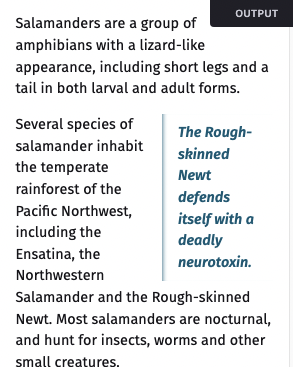 OUTPUT
Salamanders are a group of
amphibians with a lizard-like
appearance, including short legs and a
tail in both larval and adult forms.
Several species of
salamander inhabit
the temperate
rainforest of the
Pacific Northwest,
including the
Ensatina, the
Northwestern
The Rough-
skinned
Newt
defends
itself with a
deadly
neurotoxin.
Salamander and the Rough-skinned
Newt. Most salamanders are nocturnal,
and hunt for insects, worms and other
small creatures.